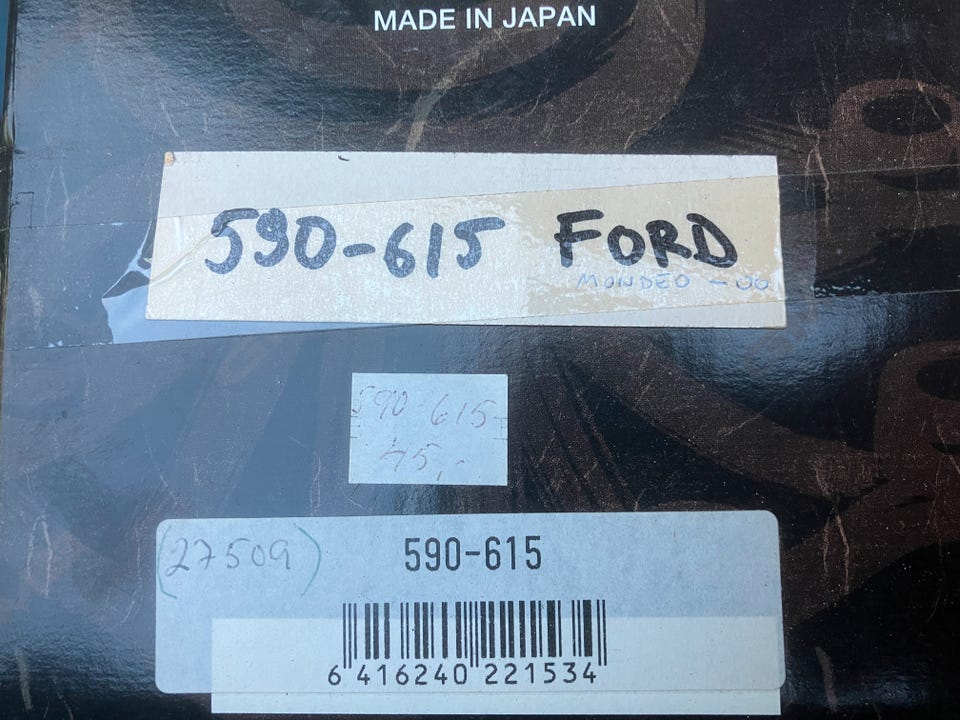 MADE IN JAPAN
590-615 FORD
MONDEO -00
590-615
45,-
(27509)
590-615
6 416240 221534